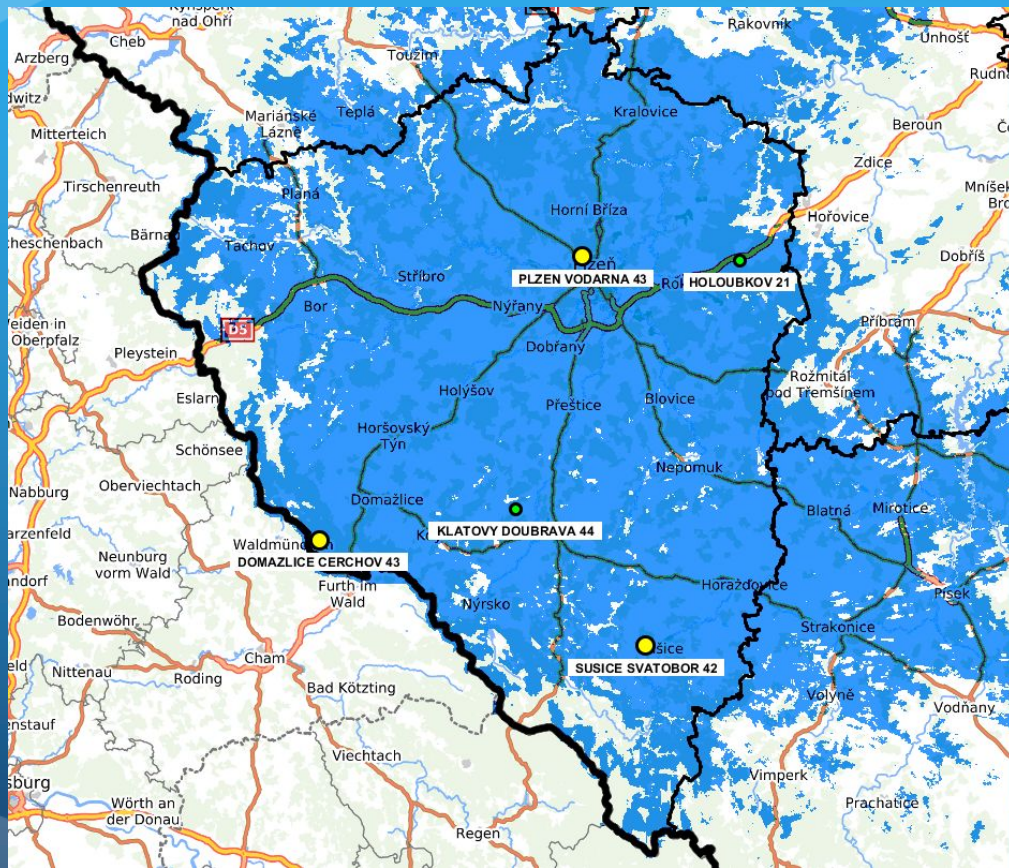 nad Ohří
Cheb
Arzberg
Toužim
Rakovník
Unhošť
Mitterteich
Mariánské
Lázně
Teplá
Kralovice
Beroun
Zdice
Tirschenreuth
Planá
Horní Bříza
Hořovice
Tachov
Stříbro
PLZEN VODARNA 43
HOLOUBKOV 21
Dobříš
Bor
Nýřany
D5
Weiden in
Oberpfalz
Pleystein
Dobřany
Příbram
Holýšov
Rožmitál
pod Třemšínem
Přeštice
Blovice
Horšovský
Týn
Schönsee
Nepomuk
Oberviechtach
Nabburg
Domažlice
Blatná
Mirotice
KLATOVY DOUBRAVA 44
DOMAZLICE CERCHOV 43
Neunburg
vorm Wald
Furth im
Wald
Horažďovice
Písek
Nýrsko
Bodenwöhr
Strakonice
SUSICE SVATOBOR 42
Cham
Nittenau
Roding
Bad Kötzting
Volyně
Vodňany
Viechtach
Vimperk
Prachatice
Wörth an
der Donau
Regen